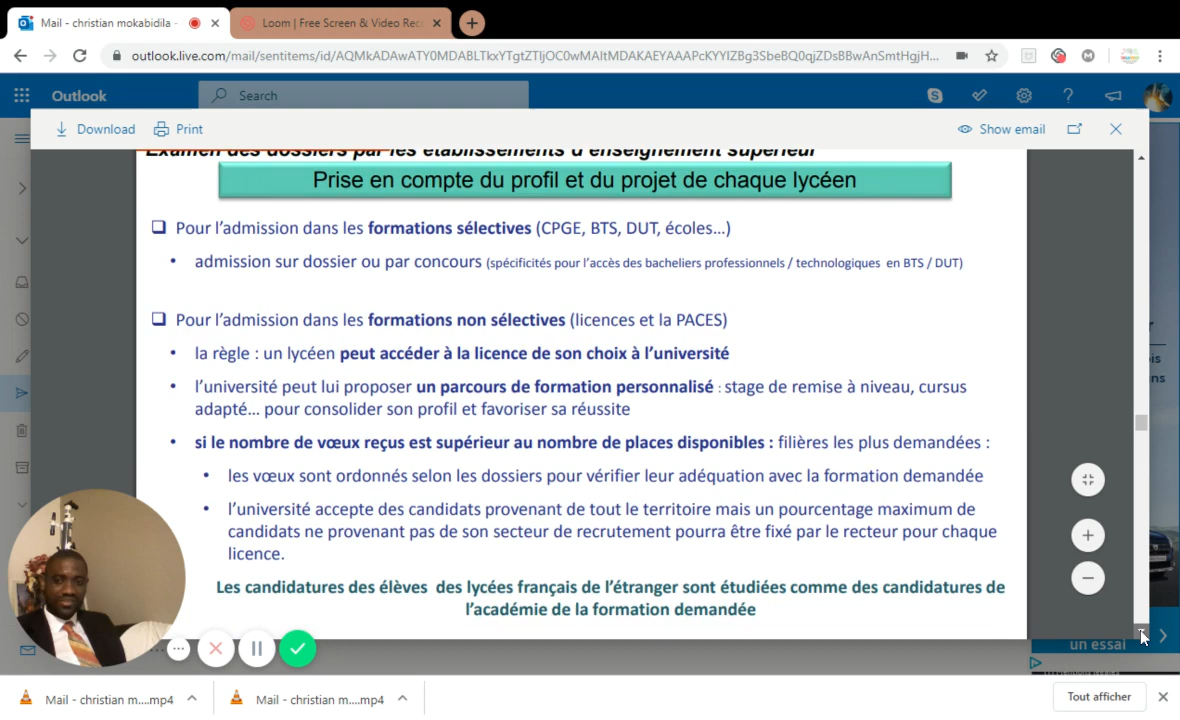 Mail - christian mokabidila -
Loom | Free Screen & Video Rec
outlook.live.com/mail/sentitems/id/AQMkADAwATY0MDABLTkxYTgtZTljOC0wMAItMDAKAEYAAAPcKYYIZBg3SbeBQ0qjZDsBBwAnSmtHgjH...
Outlook
Search
Download
Print
Show email
Examen des dossiers par les établissements d'enseignement supérieur
Prise en compte du profil et du projet de chaque lycéen
Pour l'admission dans les formations sélectives (CPGE, BTS, DUT, écoles...)
• admission sur dossier ou par concours (spécificités pour l'accès des bacheliers professionnels / technologiques en BTS / DUT)
Pour l'admission dans les formations non sélectives (licences et la PACES)
• la règle : un lycéen peut accéder à la licence de son choix à l'université
• l'université peut lui proposer un parcours de formation personnalisé : stage de remise à niveau, cursus
adapté... pour consolider son profil et favoriser sa réussite
• si le nombre de vœux reçus est supérieur au nombre de places disponibles : filières les plus demandées :
• les vœux sont ordonnés selon les dossiers pour vérifier leur adéquation avec la formation demandée
• l'université accepte des candidats provenant de tout le territoire mais un pourcentage maximum de
candidats ne provenant pas de son secteur de recrutement pourra être fixé par le recteur pour chaque
licence.
Les candidatures des élèves des lycées français de l'étranger sont étudiées comme des candidatures de
l'académie de la formation demandée
un essai
Mail - christian m....mp4
Mail - christian m....mp4
Tout afficher